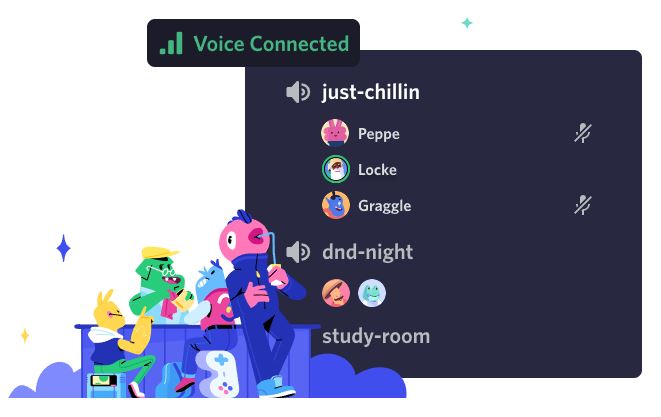 Voice Connected
just-chillin
Peppe
Locke
Graggle
dnd-night
study-room